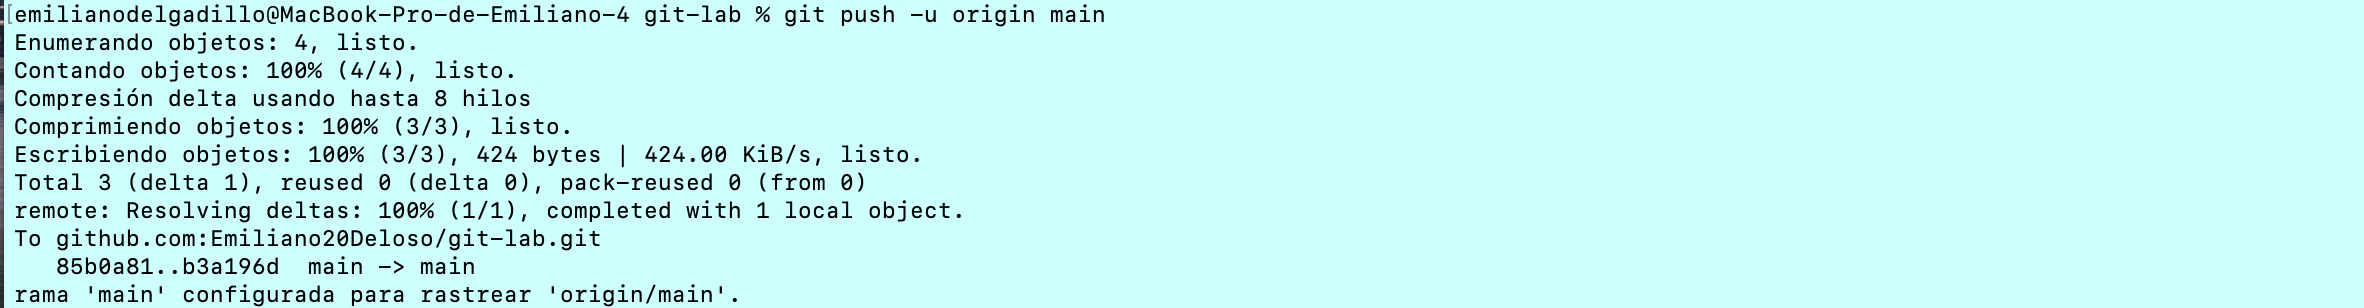 [emilianodelgadillo@MacBook-Pro-de-Emiliano-4 git-lab % git push -u origin main
Enumerando objetos: 4, listo.
Contando objetos: 100% (4/4), listo.
Compresión delta usando hasta 8 hilos
Comprimiendo objetos: 100% (3/3), listo.
Escribiendo objetos: 100% (3/3), 424 bytes | 424.00 KiB/s, listo.
Total 3 (delta 1), reused 0 (delta 0), pack-reused 0 (from 0)
remote: Resolving deltas: 100% (1/1), completed with 1 local object.
To github.com:Emiliano20Deloso/git-lab.git
   85b0a81..b3a196d  main -> main
rama 'main' configurada para rastrear 'origin/main'.